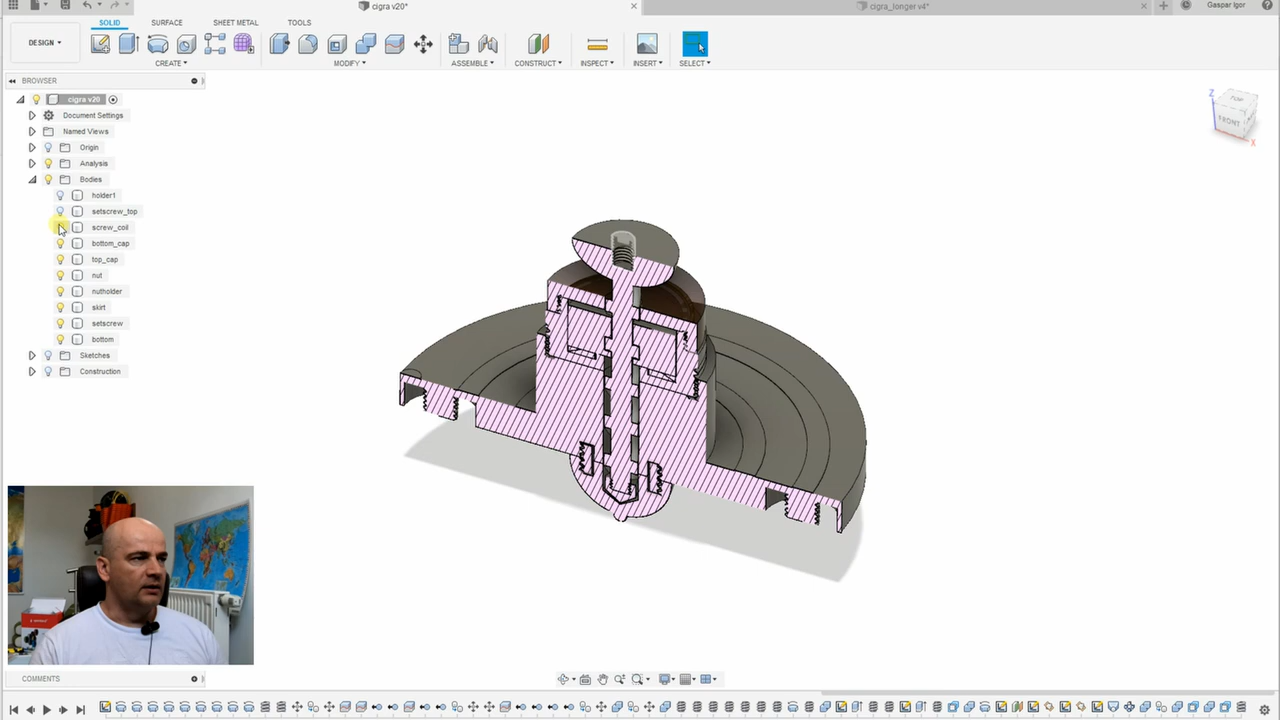 cigra v20*
cigra_longer v4*
Gaspar Igor
SOLID
SURFACE
SHEET METAL
TOOLS
DESIGN
CREATE
MODIFY
ASSEMBLE
CONSTRUCT
INSPECT
INSERT
SELECT
BROWSER
cigra v20
Document Settings
Named Views
Origin
Analysis
Bodies
holder1
setscrew_top
screw_coil
bottom_cap
top_cap
nut
nutholder
skirt
setscrew
bottom
Sketches
Construction
Z
TOP
FRONT
X
COMMENTS